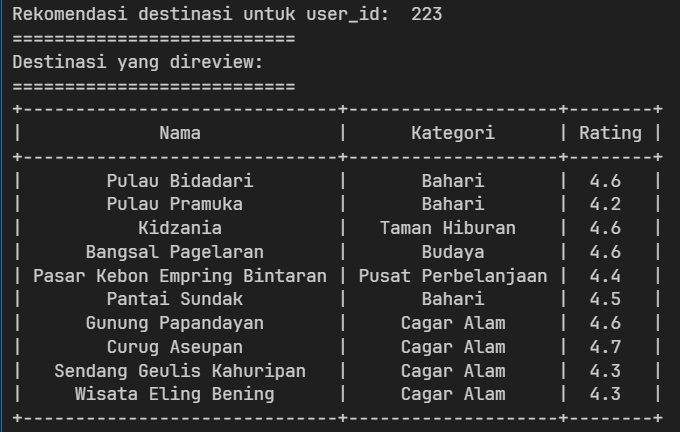 Rekomendasi destinasi untuk user_id:  223
===========================
Destinasi yang direview:
===========================
+------------------------------+--------------------+--------+
|             Nama             |      Kategori      | Rating |
+------------------------------+--------------------+--------+
|        Pulau Bidadari        |       Bahari       |  4.6   |
|        Pulau Pramuka         |       Bahari       |  4.2   |
|           Kidzania           |   Taman Hiburan    |  4.6   |
|      Bangsal Pagelaran       |       Budaya       |  4.6   |
| Pasar Kebon Empring Bintaran | Pusat Perbelanjaan |  4.4   |
|        Pantai Sundak         |       Bahari       |  4.5   |
|      Gunung Papandayan       |     Cagar Alam     |  4.6   |
|        Curug Aseupan         |     Cagar Alam     |  4.7   |
|   Sendang Geulis Kahuripan   |     Cagar Alam     |  4.3   |
|     Wisata Eling Bening      |     Cagar Alam     |  4.3   |
+------------------------------+--------------------+--------+